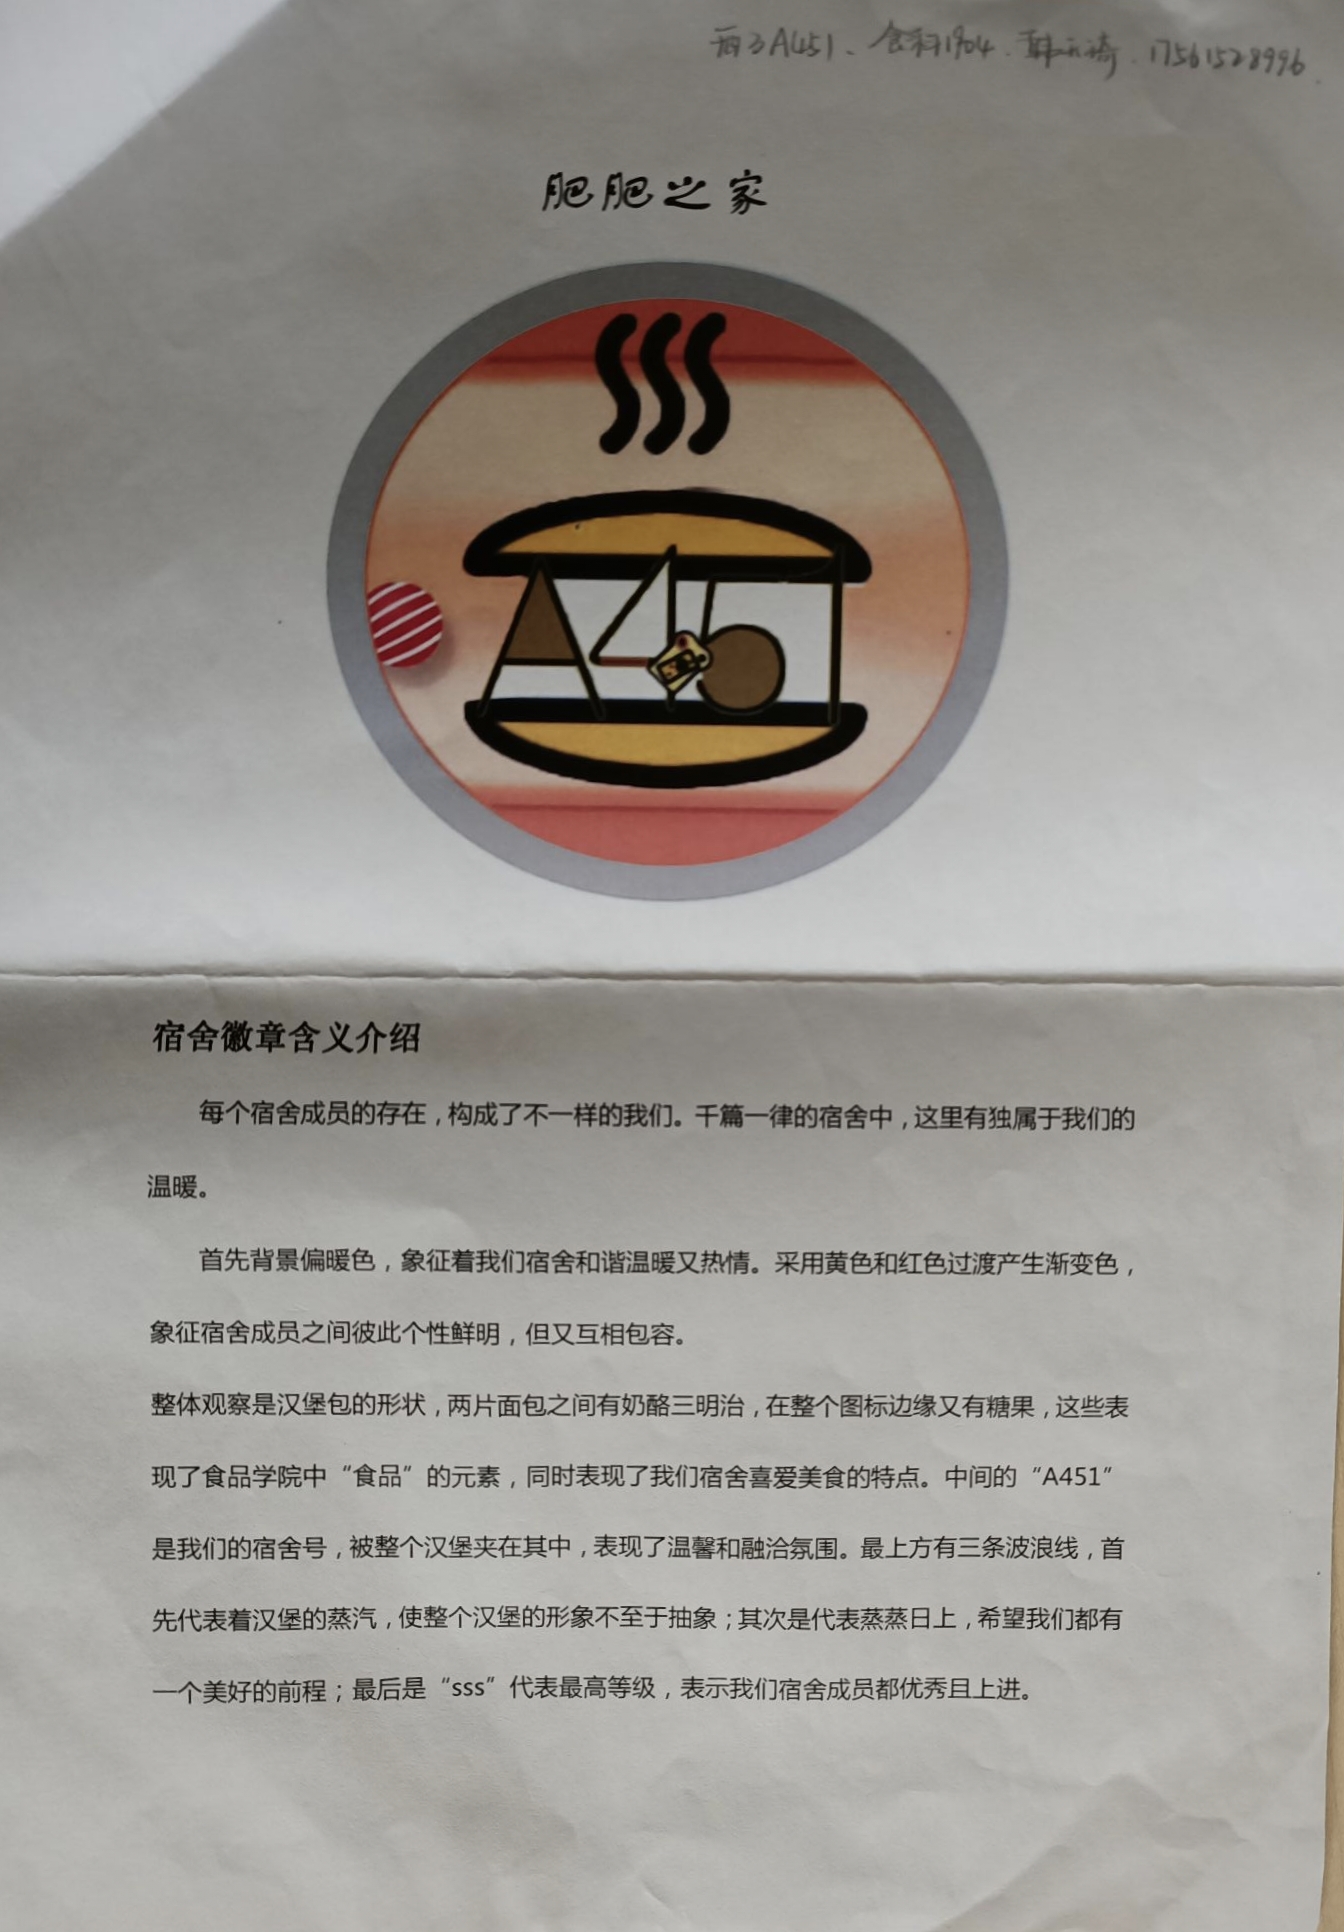 西3A451、食科1904.韩云琦.17561528996.
肥肥之家
A451
宿舍徽章含义介绍
每个宿舍成员的存在，构成了不一样的我们。千篇一律的宿舍中，这里有独属于我们的
温暖。
首先背景偏暖色，象征着我们宿舍和谐温暖又热情。采用黄色和红色过渡产生渐变色，
象征宿舍成员之间彼此个性鲜明，但又互相包容。
整体观察是汉堡包的形状，两片面包之间有奶酪三明治，在整个图标边缘又有糖果，这些表
现了食品学院中“食品”的元素，同时表现了我们宿舍喜爱美食的特点。中间的“A451”
是我们的宿舍号，被整个汉堡夹在其中，表现了温馨和融洽氛围。最上方有三条波浪线，首
先代表着汉堡的蒸汽，使整个汉堡的形象不至于抽象；其次是代表蒸蒸日上，希望我们都有
一个美好的前程；最后是“sss”代表最高等级，表示我们宿舍成员都优秀且上进。